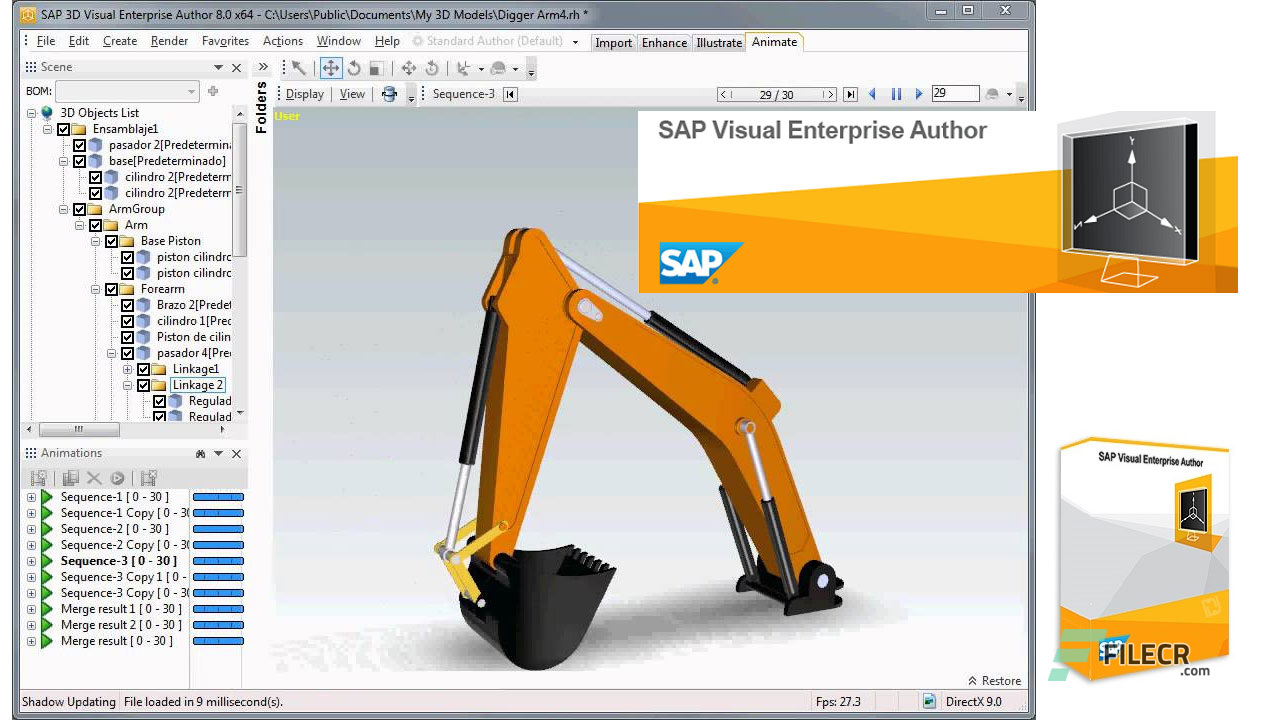 SAP 3D Visual Enterprise Author 8.0 x64 - C:\Users\Public\Documents\My 3D Models\Digger Arm4.rh *
File Edit Create Render Favorites Actions Window Help Standard Author (Default) Import Enhance Illustrate Animate
Scene
BOM:
Folders
Display View Sequence-3 29 / 30 29
User
3D Objects List
Ensamblaje1
pasador 2[Predetermina
base[Predeterminado]
cilindro 2[Predeterm
cilindro 2[Predeterm
ArmGroup
Arm
Base Piston
piston cilindro
piston cilindro
Forearm
Brazo 2[Predet
cilindro 1[Prec
Piston de cilin
pasador 4[Pre
Linkage1
Linkage 2
Regulad
Regulad
Animations
Sequence-1 [ 0 - 30 ]
Sequence-1 Copy [ 0 - 30
Sequence-2 [ 0 - 30 ]
Sequence-2 Copy [ 0 - 30
Sequence-3 [ 0 - 30 ]
Sequence-3 Copy 1 [ 0 -
Sequence-3 Copy [ 0 - 30
Merge result 1 [ 0 - 30 ]
Merge result 2 [ 0 - 30 ]
Merge result [ 0 - 30 ]
Restore
Shadow Updating File loaded in 9 millisecond(s). Fps: 27.3 DirectX 9.0
SAP Visual Enterprise Author
SAP
Y
X
SAP Visual Enterprise Author
SAP
FILECR
.com